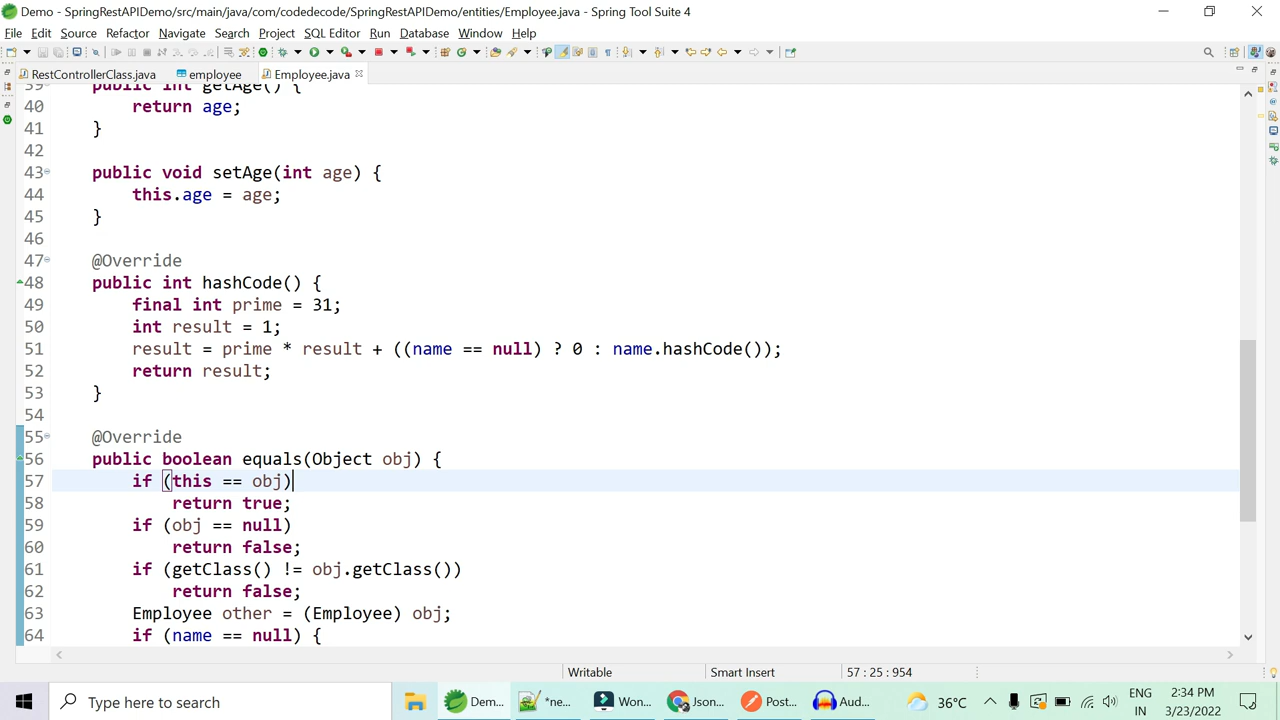 Demo - SpringRestAPIDemo/src/main/java/com/codedecode/SpringRestAPIDemo/entities/Employee.java - Spring Tool Suite 4
File Edit Source Refactor Navigate Search Project SQL Editor Run Database Window Help
RestControllerClass.java employee Employee.java
39 public int getAge() {
40 return age;
41 }
42
43 public void setAge(int age) {
44 this.age = age;
45 }
46
47 @Override
48 public int hashCode() {
49 final int prime = 31;
50 int result = 1;
51 result = prime * result + ((name == null) ? 0 : name.hashCode());
52 return result;
53 }
54
55 @Override
56 public boolean equals(Object obj) {
57 if (this == obj)
58 return true;
59 if (obj == null)
60 return false;
61 if (getClass() != obj.getClass())
62 return false;
63 Employee other = (Employee) obj;
64 if (name == null) {
Writable Smart Insert 57 : 25 : 954
Type here to search Dem... *ne... Won... Json... Post... Aud... 36°C ENG IN 2:34 PM 3/23/2022